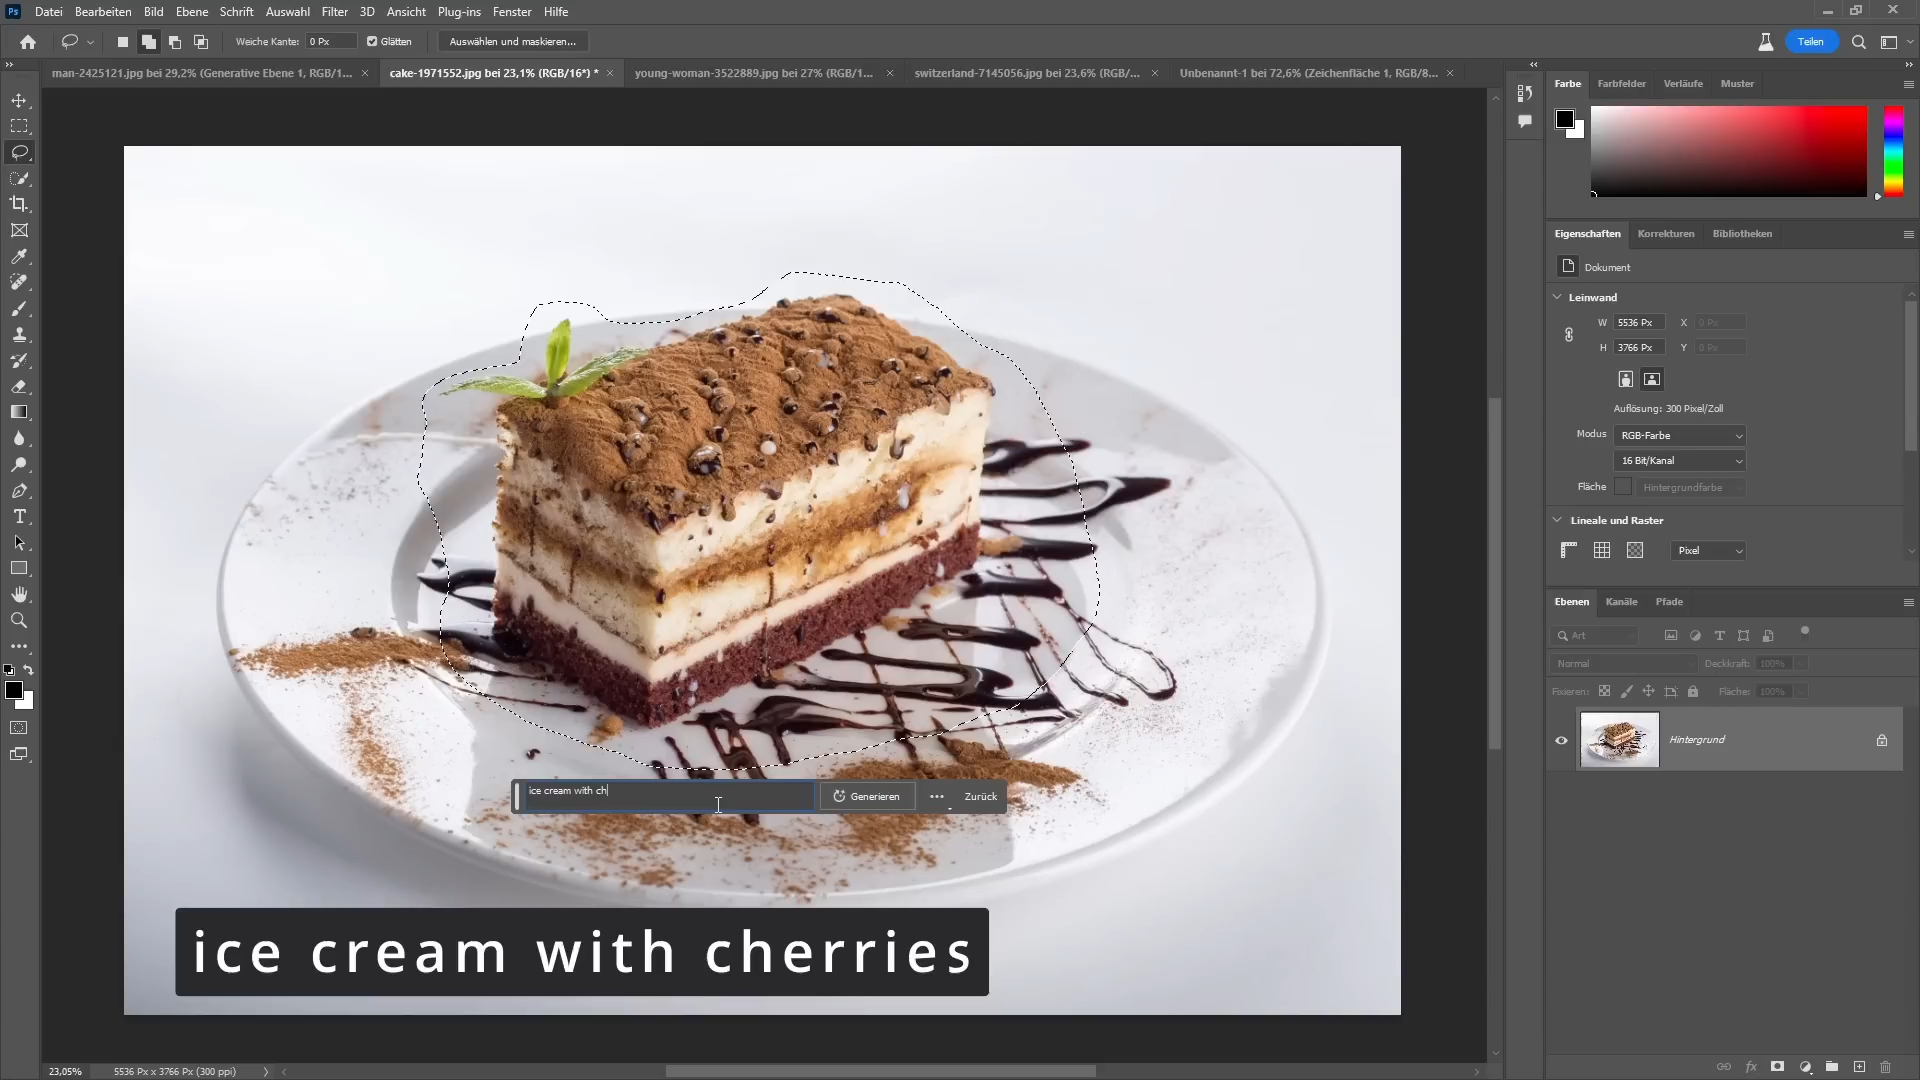 Ps Datei Bearbeiten Bild Ebene Schrift Auswahl Filter 3D Ansicht Plug-ins Fenster Hilfe
Weiche Kante: 0 Px Glätten Auswählen und maskieren... Teilen
man-2425121.jpg bei 29,2% (Generative Ebene 1, RGB/1... × cake-1971552.jpg bei 23,1% (RGB/16*) * × young-woman-3522889.jpg bei 27% (RGB/1... × switzerland-7145056.jpg bei 23,6% (RGB/... × Unbenannt-1 bei 72,6% (Zeichenfläche 1, RGB/8... ×
Farbe Farbfelder Verläufe Muster
Eigenschaften Korrekturen Bibliotheken
Dokument
Leinwand
W 5536 Px X 0 Px
H 3766 Px Y 0 Px
Auflösung: 300 Pixel/Zoll
Modus RGB-Farbe
16 Bit/Kanal
Fläche Hintergrundfarbe
Lineale und Raster
Pixel
Ebenen Kanäle Pfade
Art
Normal Deckkraft: 100%
Fixieren: Fläche: 100%
Hintergrund
ice cream with ch Generieren ... Zurück
ice cream with cherries
23,05% 5536 Px x 3766 Px (300 ppi)
fx